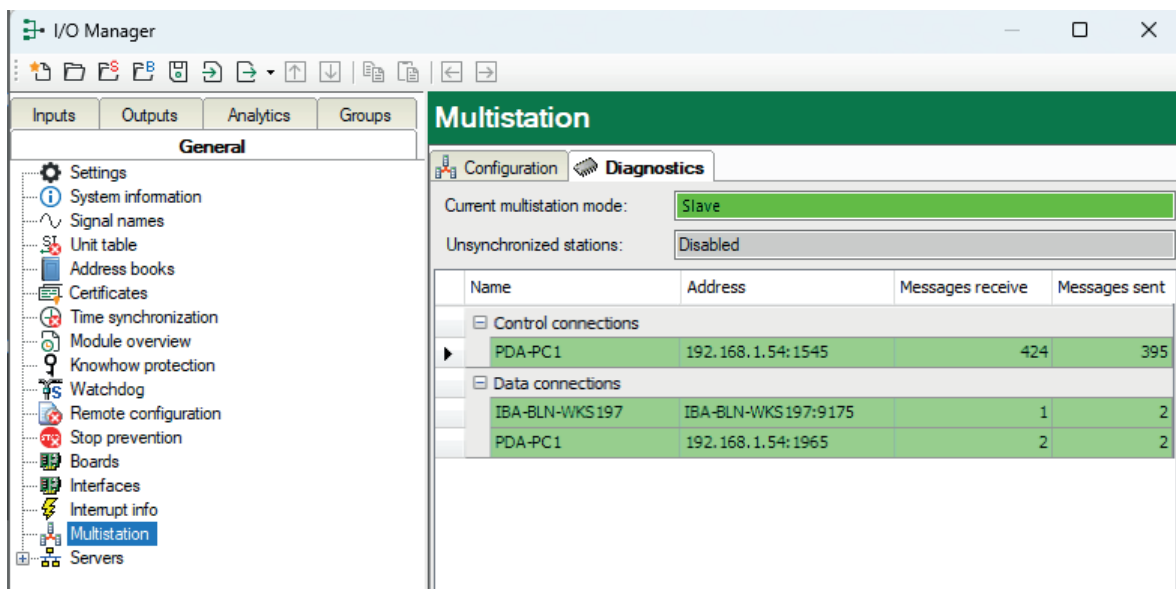 I/O Manager
Inputs Outputs Analytics Groups
General
Settings
System information
Signal names
Unit table
Address books
Certificates
Time synchronization
Module overview
Knowhow protection
Watchdog
Remote configuration
Stop prevention
Boards
Interfaces
Interrupt info
Multistation
Servers
Multistation
Configuration Diagnostics
Current multistation mode: Slave
Unsynchronized stations: Disabled
Name Address Messages receive Messages sent
Control connections
PDA-PC1 192.168.1.54:1545 424 395
Data connections
IBA-BLN-WKS197 IBA-BLN-WKS197:9175 1 2
PDA-PC1 192.168.1.54:1965 2 2